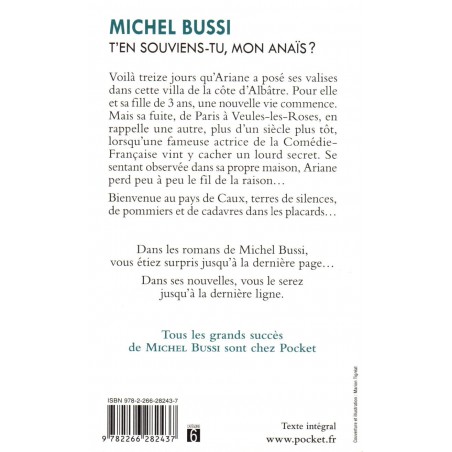 MICHEL BUSSI
T'EN SOUVIENS-TU, MON ANAÏS ?
Voilà treize jours qu'Ariane a posé ses valises
dans cette villa de la côte d'Albâtre. Pour elle
et sa fille de 3 ans, une nouvelle vie commence.
Mais sa fuite, de Paris à Veules-les-Roses, en
rappelle une autre, plus d'un siècle plus tôt,
lorsqu'une fameuse actrice de la Comédie-
Française vint y cacher un lourd secret. Se
sentant observée dans sa propre maison, Ariane
perd peu à peu le fil de la raison…
Bienvenue au pays de Caux, terres de silences,
de pommiers et de cadavres dans les placards…
Dans les romans de Michel Bussi,
vous étiez surpris jusqu'à la dernière page…
Dans ses nouvelles, vous le serez
jusqu'à la dernière ligne.
Tous les grands succès
de MICHEL BUSSI sont chez Pocket
ISBN 978-2-266-28243-7
9 782266 282437
6
Texte intégral
www.pocket.fr